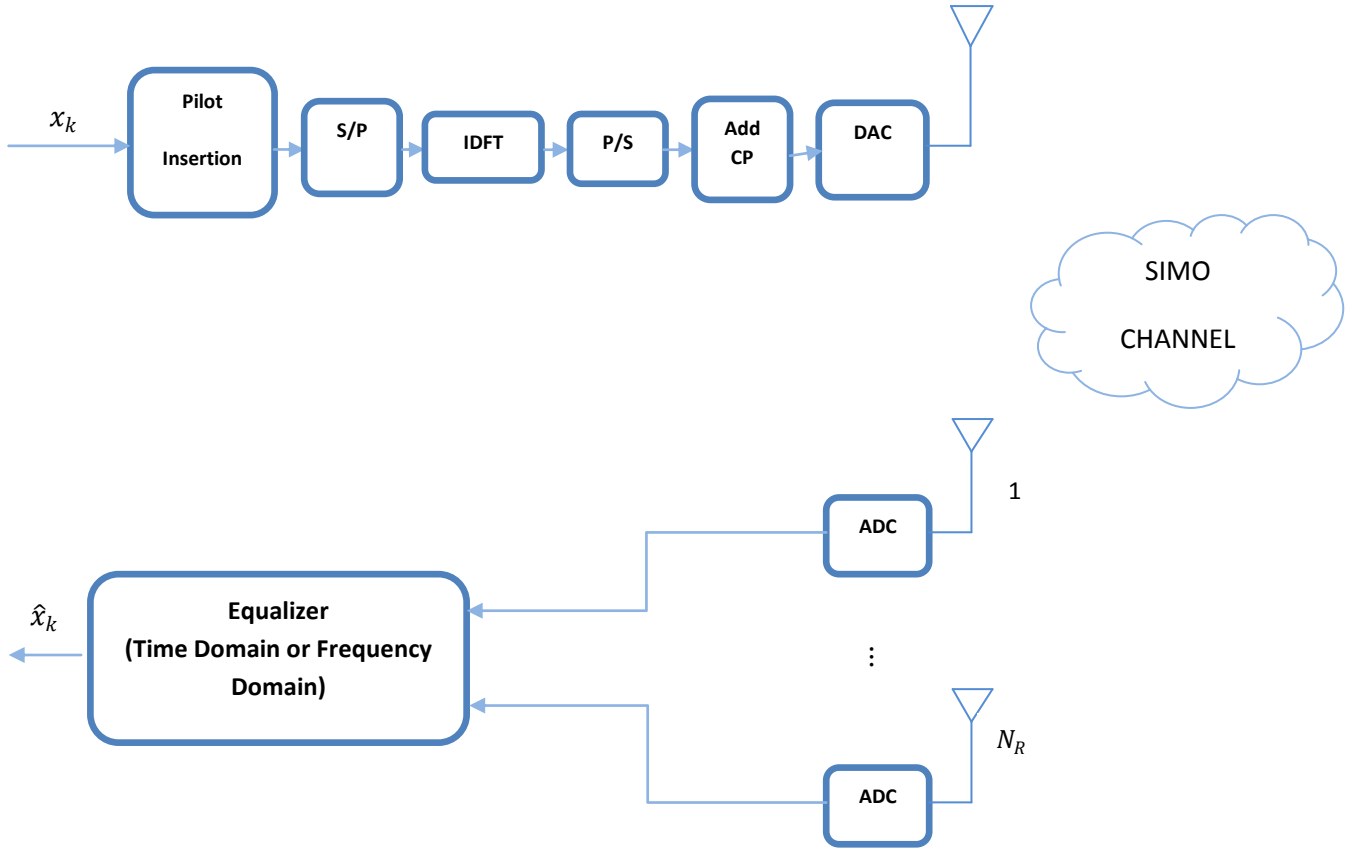 x_k
Pilot
Insertion
S/P
IDFT
P/S
Add
CP
DAC
SIMO
CHANNEL
1
ADC
Equalizer
(Time Domain or Frequency
Domain)
x̂_k
⋮
N_R
ADC